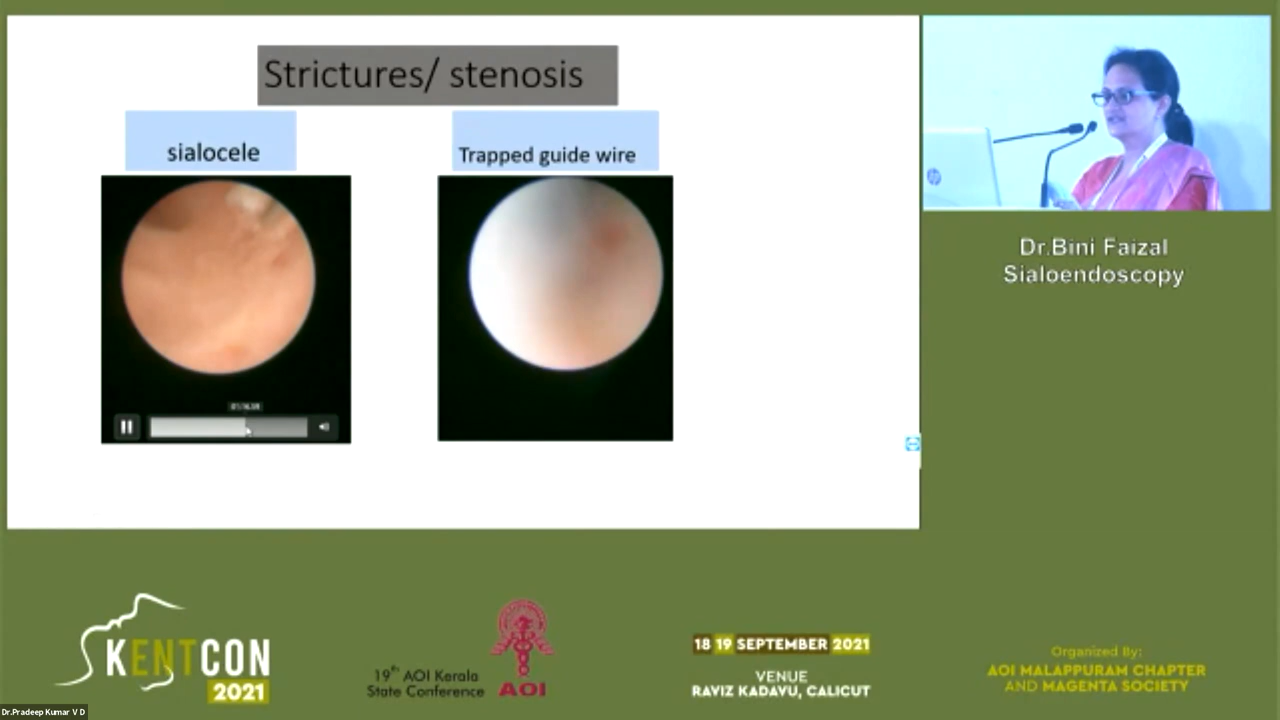 Strictures/ stenosis
sialocele
Trapped guide wire
Dr.Bini Faizal
Sialoendoscopy
KENTCON
2021
19th AOI Kerala
State Conference
AOI
18 19 SEPTEMBER 2021
VENUE
RAVIZ KADAVU, CALICUT
Organized By:
AOI MALAPPURAM CHAPTER
AND MAGENTA SOCIETY
Dr.Pradeep Kumar V D
hp